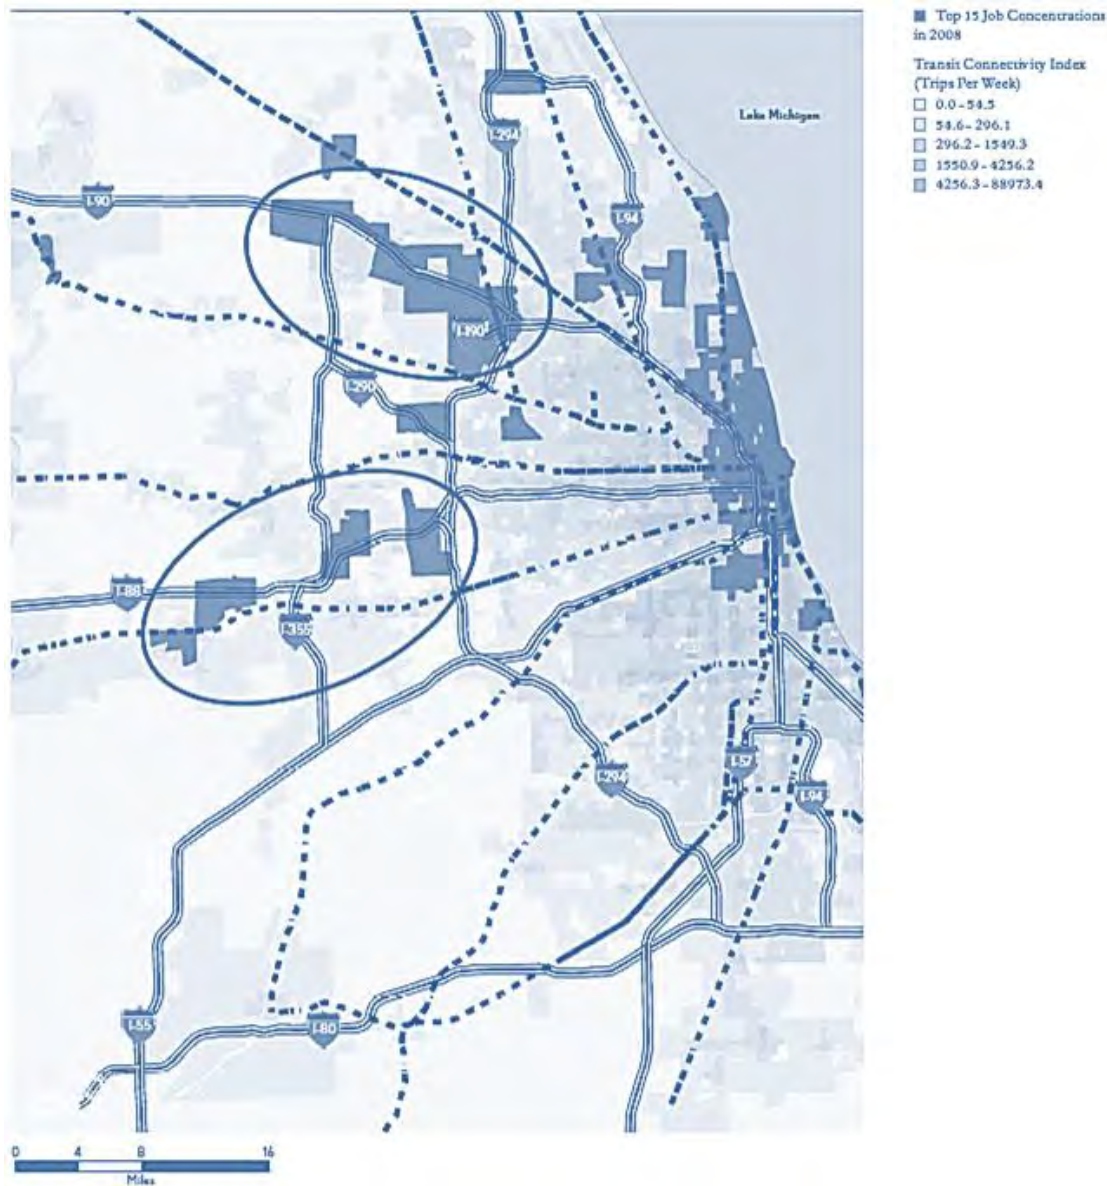 Top 15 Job Concentrations
in 2008
Transit Connectivity Index
(Trips Per Week)
0.0 - 54.5
54.6 - 296.1
296.2 - 1549.3
1550.9 - 4256.2
4256.3 - 88973.4
Lake Michigan
I-294
I-90
I-94
I-190
I-290
I-88
I-355
I-57
I-294
I-94
I-55
I-80
0 4 8 16
Miles